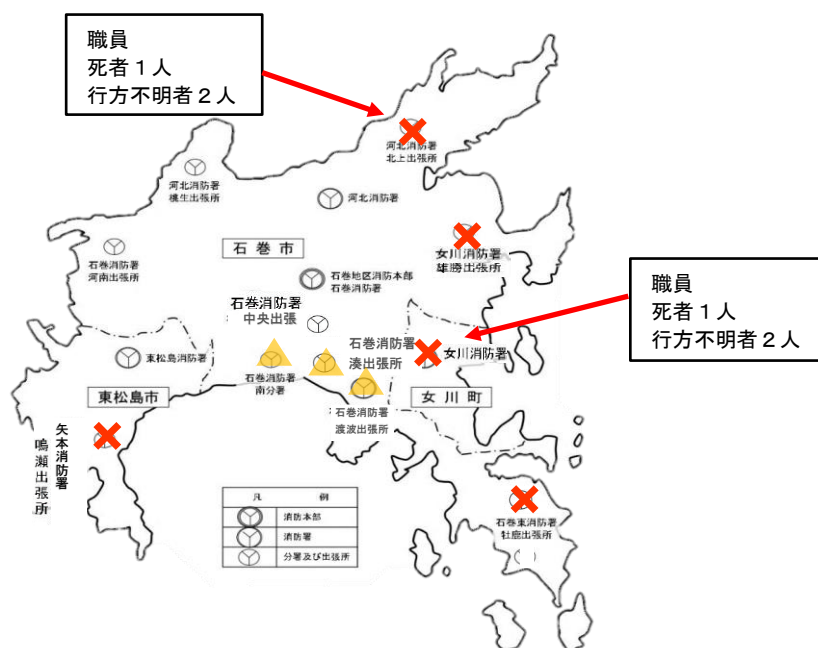 職員
死者１人
行方不明者２人
河北消防署
北上出張所
河北消防署
桃生出張所
河北消防署
石巻消防署
河南出張所
石巻市
女川消防署
雄勝出張所
石巻地区消防本部
石巻消防署
職員
死者１人
行方不明者２人
石巻消防署
中央出張
石巻消防署
湊出張所
東松島消防署
女川消防署
石巻消防署
南分署
東松島市
女川町
石巻消防署
渡波出張所
矢本消防署
鳴瀬出張所
石巻東消防署
牡鹿出張所
凡例
消防本部
消防署
分署及び出張所